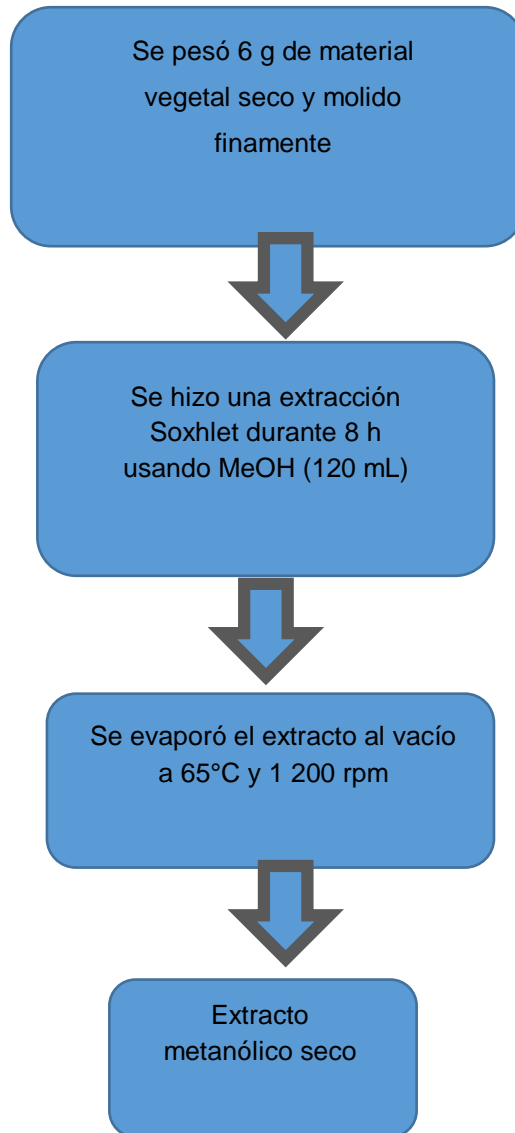 Se pesó 6 g de material
vegetal seco y molido
finamente
Se hizo una extracción
Soxhlet durante 8 h
usando MeOH (120 mL)
Se evaporó el extracto al vacío
a 65°C y 1 200 rpm
Extracto
metanólico seco